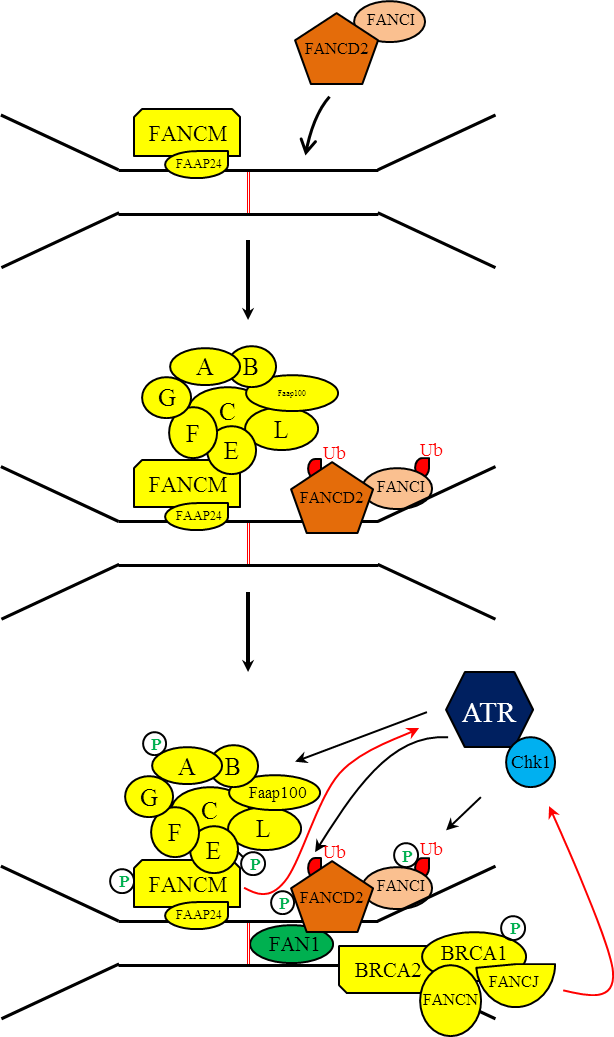 FANCI
FANCD2
FANCM
FAAP24
A
B
G
Faap100
C
F
L
E
Ub
Ub
FANCM
FANCI
FANCD2
FAAP24
ATR
P
Chk1
A
B
G
Faap100
C
F
L
E
Ub
P
Ub
P
P
FANCM
FANCI
FANCD2
P
FAAP24
P
FAN1
BRCA1
BRCA2
FANCJ
FANCN